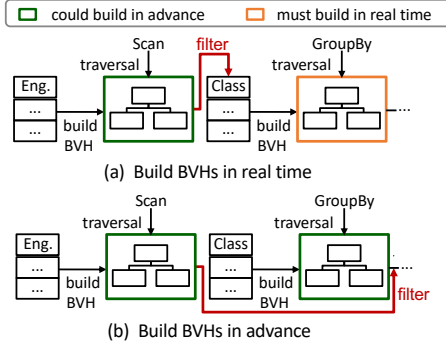 could build in advance
must build in real time
Scan
filter
GroupBy
traversal
traversal
Eng.
...
...
build
BVH
Class
...
...
build
BVH
...
(a) Build BVHs in real time
Scan
GroupBy
traversal
traversal
Eng.
...
...
build
BVH
Class
...
...
build
BVH
...
filter
(b) Build BVHs in advance